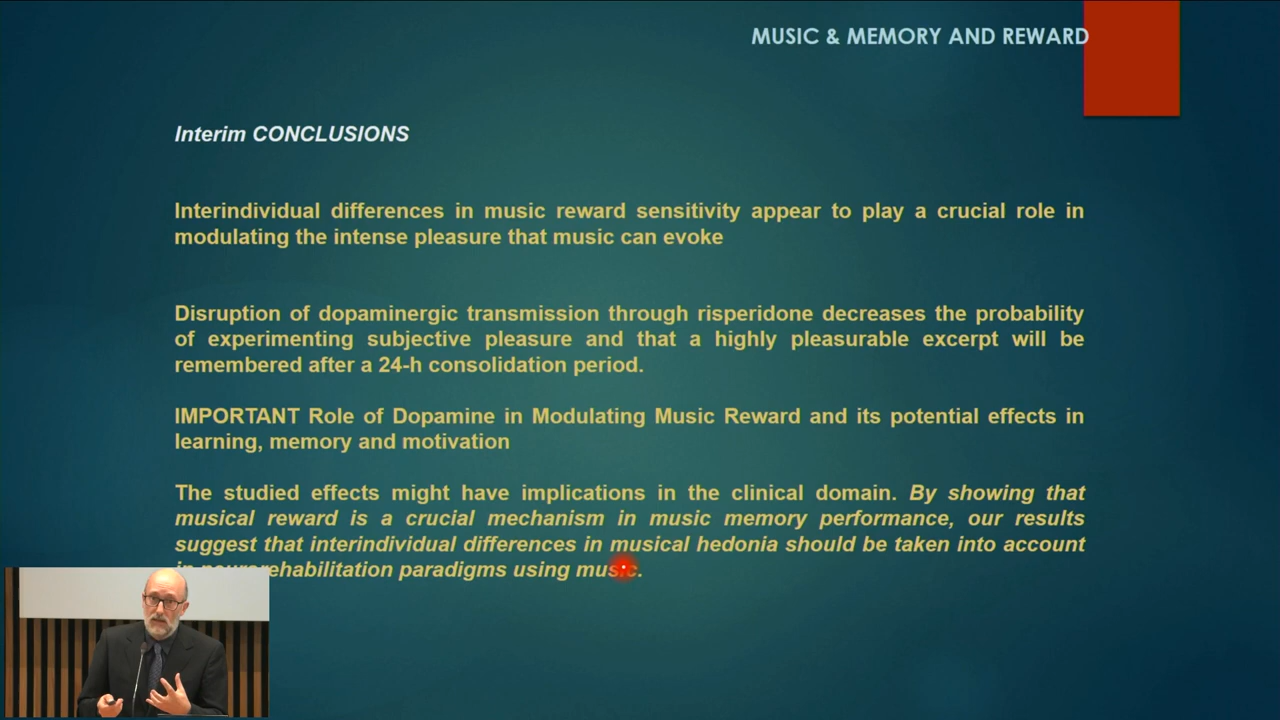 MUSIC & MEMORY AND REWARD
Interim CONCLUSIONS
Interindividual differences in music reward sensitivity appear to play a crucial role in
modulating the intense pleasure that music can evoke
Disruption of dopaminergic transmission through risperidone decreases the probability
of experimenting subjective pleasure and that a highly pleasurable excerpt will be
remembered after a 24-h consolidation period.
IMPORTANT Role of Dopamine in Modulating Music Reward and its potential effects in
learning, memory and motivation
The studied effects might have implications in the clinical domain. By showing that
musical reward is a crucial mechanism in music memory performance, our results
suggest that interindividual differences in musical hedonia should be taken into account
in neurorehabilitation paradigms using music.